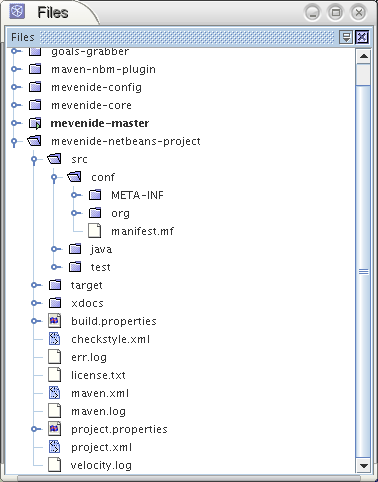 Files
Files
goals-grabber
maven-nbm-plugin
mevenide-config
mevenide-core
mevenide-master
mevenide-netbeans-project
src
conf
META-INF
org
manifest.mf
java
test
target
xdocs
build.properties
checkstyle.xml
err.log
license.txt
maven.xml
maven.log
project.properties
project.xml
velocity.log